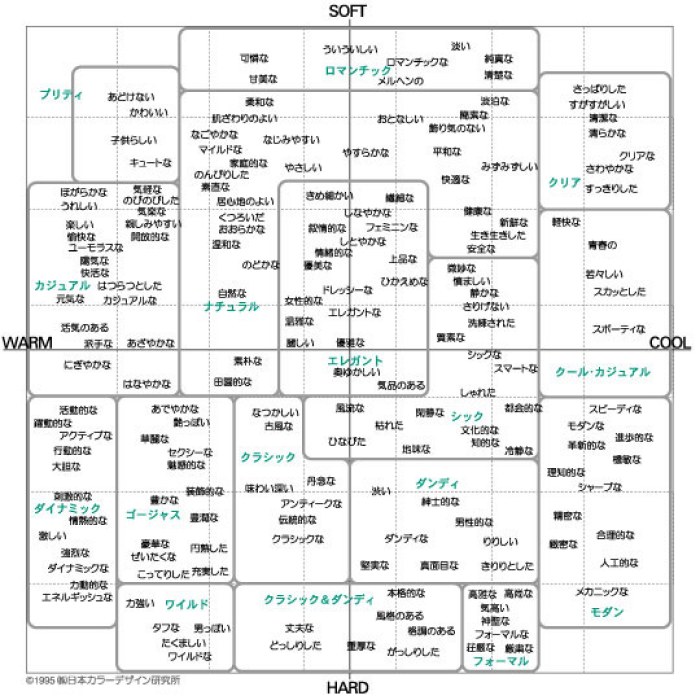 SOFT
WARM
COOL
HARD
プリティ
あどけない
かわいい
子供らしい
キュートな
ロマンチック
可憐な
ういういしい
淡い
ロマンチックな
純真な
甘美な
メルヘンの
清楚な
クリア
さっぱりした
すがすがしい
清潔な
清らかな
クリアな
さわやかな
すっきりした
カジュアル
ほがらかな
気軽な
うれしい
のびのびした
気楽な
楽しい
親しみやすい
愉快な
開放的な
ユーモラスな
陽気な
快活な
はつらつとした
元気な
カジュアルな
活気のある
派手な
あざやかな
にぎやかな
はなやかな
ナチュラル
柔和な
淡泊な
肌ざわりのよい
おとなしい
簡素な
飾り気のない
なごやかな
なじみやすい
マイルドな
やすらかな
平和な
家庭的な
やさしい
みずみずしい
のんびりした
快適な
素直な
居心地のよい
くつろいだ
健康な
おおらかな
新鮮な
温和な
生き生きした
安全な
のどかな
自然な
素朴な
田園的な
エレガント
きめ細かい
繊細な
しなやかな
叙情的な
フェミニンな
しとやかな
情緒的な
優美な
上品な
ひかえめな
ドレッシーな
女性的な
エレガントな
温雅な
麗しい
優雅な
奥ゆかしい
気品のある
シック
微妙な
慎ましい
静かな
さりげない
洗練された
質素な
シックな
スマートな
しゃれた
風流な
閑静な
都会的な
枯れた
文化的な
ひなびた
知的な
地味な
冷静な
クール・カジュアル
軽快な
青春の
若々しい
スカッとした
スポーティな
ダイナミック
活動的な
躍動的な
アクティブな
行動的な
大胆な
刺激的な
情熱的な
激しい
強烈な
ダイナミックな
力動的な
エネルギッシュな
ゴージャス
あでやかな
艶っぽい
華麗な
セクシーな
魅惑的な
装飾的な
豊かな
豊潤な
豪華な
円熟した
ぜいたくな
こってりした
充実した
クラシック
なつかしい
古風な
丹念な
味わい深い
アンティークな
伝統的な
クラシックな
ダンディ
渋い
紳士的な
男性的な
ダンディな
りりしい
堅実な
真面目な
きりりとした
モダン
スピーディな
モダンな
進歩的な
革新的な
機敏な
理知的な
シャープな
精密な
合理的な
緻密な
人工的な
メカニックな
ワイルド
力強い
タフな
男っぽい
たくましい
ワイルドな
クラシック＆ダンディ
本格的な
風格のある
丈夫な
格調のある
どっしりした
重厚な
がっしりした
フォーマル
高雅な
高尚な
気高い
神聖な
フォーマルな
荘厳な
厳粛な
©1995 ㈱日本カラーデザイン研究所